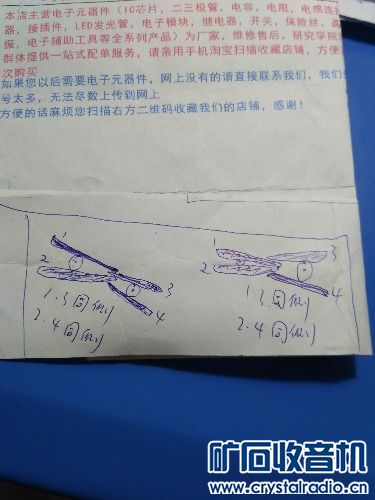 本店主营电子元器件（IC芯片，二三极管，电容，电阻，电感连接
器，接插件，LED发光管，电子模块，继电器，开关，保险丝，晶
振，电子辅助工具等全系列产品）为厂家，维修售后，研究学院
群体提供一站式配单服务，请亲用手机淘宝扫描收藏店铺，方便
次购买
如果您以后需要电子元器件，网上没有的请直接联系我们，我们
号太多，无法尽数上传到网上
方便的话麻烦您扫描右方二维码收藏我们的店铺，感谢！
1
2
3
4
1.3 同
2.4 同
1
2
3
4
1.3 同
2.4 同
矿石收音机
www.crystalradio.cn